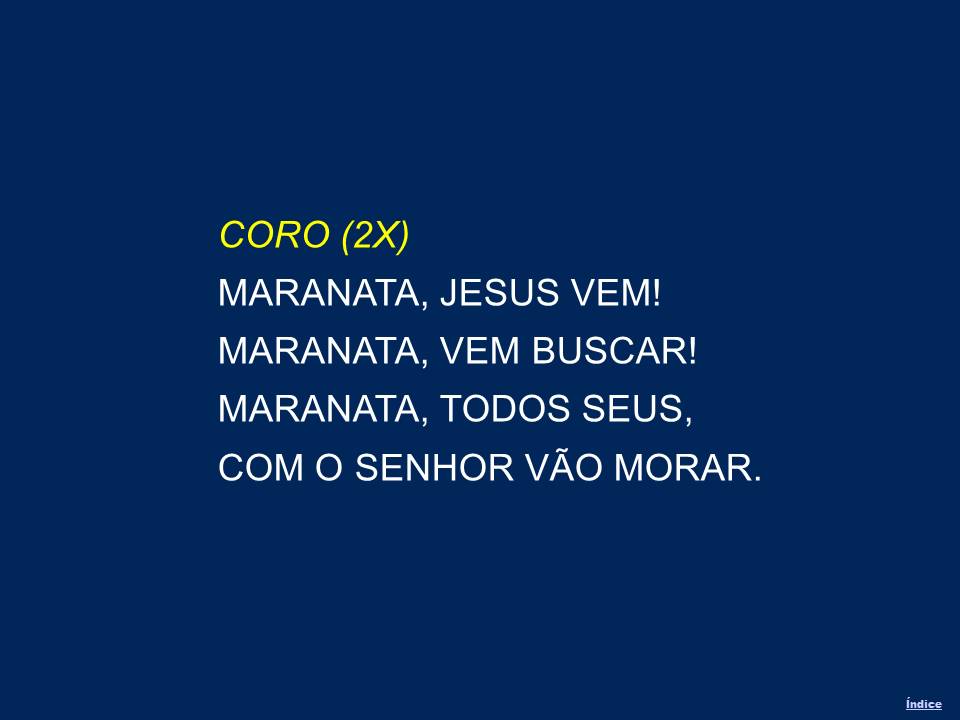 CORO (2X)
MARANATA, JESUS VEM!
MARANATA, VEM BUSCAR!
MARANATA, TODOS SEUS,
COM O SENHOR VÃO MORAR.
Índice